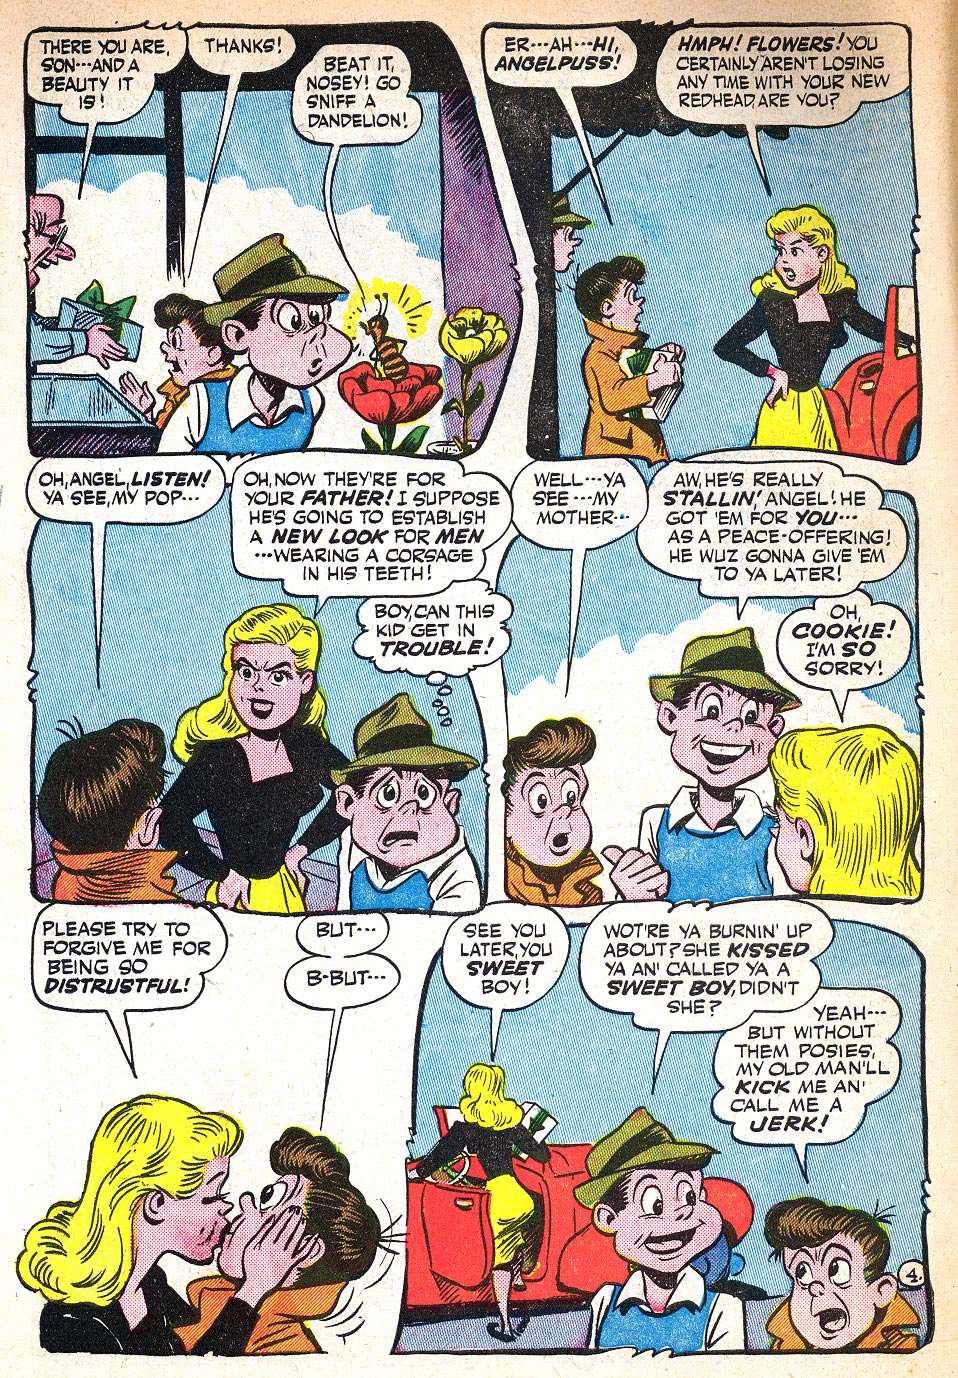 THERE YOU ARE,
SON---AND A
BEAUTY IT
IS!
THANKS!
BEAT IT,
NOSEY! GO
SNIFF A
DANDELION!
ER---AH---HI,
ANGELPUSS!
HMPH! FLOWERS! YOU
CERTAINLY AREN'T LOSING
ANY TIME WITH YOUR NEW
REDHEAD, ARE YOU?
OH, ANGEL, LISTEN!
YA SEE, MY POP---
OH, NOW THEY'RE FOR
YOUR FATHER! I SUPPOSE
HE'S GOING TO ESTABLISH
A NEW LOOK FOR MEN
---WEARING A CORSAGE
IN HIS TEETH!
BOY, CAN THIS
KID GET IN
TROUBLE!
WELL---YA
SEE---MY
MOTHER---
AW, HE'S REALLY
STALLIN', ANGEL! HE
GOT 'EM FOR YOU---
AS A PEACE-OFFERING!
HE WUZ GONNA GIVE 'EM
TO YA LATER!
OH,
COOKIE!
I'M SO
SORRY!
PLEASE TRY TO
FORGIVE ME FOR
BEING SO
DISTRUSTFUL!
BUT---
B-BUT---
SEE YOU
LATER, YOU
SWEET
BOY!
WOT'RE YA BURNIN' UP
ABOUT? SHE KISSED
YA AN' CALLED YA A
SWEET BOY, DIDN'T
SHE?
YEAH---
BUT WITHOUT
THEM POSIES,
MY OLD MAN'LL
KICK ME AN'
CALL ME A
JERK!
4.